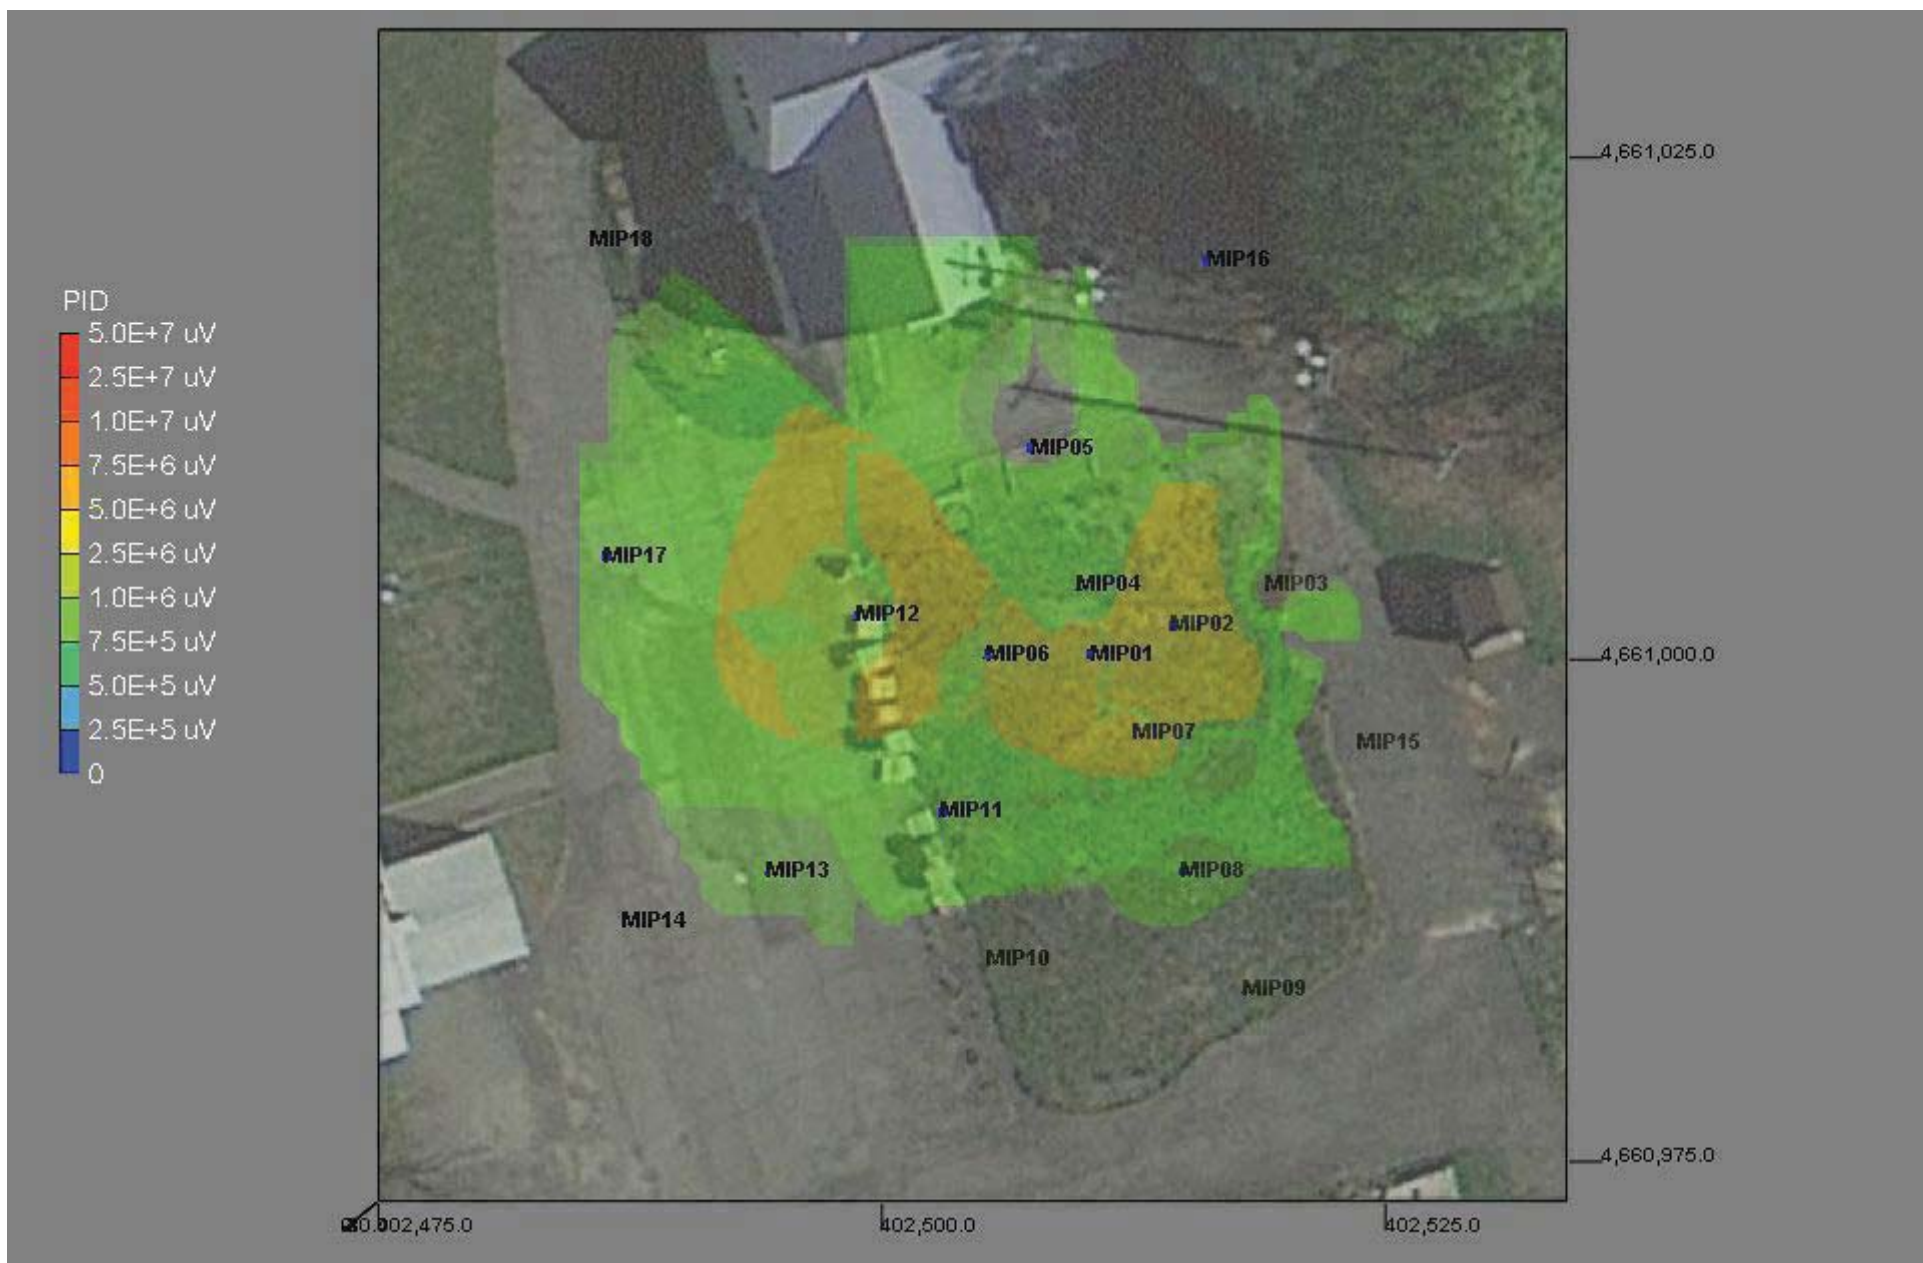 4,661,025.0
MIP18
MIP16
PID
5.0E+7 uV
2.5E+7 uV
1.0E+7 uV
7.5E+6 uV
5.0E+6 uV
2.5E+6 uV
1.0E+6 uV
7.5E+5 uV
5.0E+5 uV
2.5E+5 uV
0
MIP05
MIP17
MIP04
MIP03
MIP12
MIP02
MIP06
MIP01
4,661,000.0
MIP07
MIP15
MIP11
MIP13
MIP08
MIP14
MIP10
MIP09
4,660,975.0
402,500.0
402,525.0